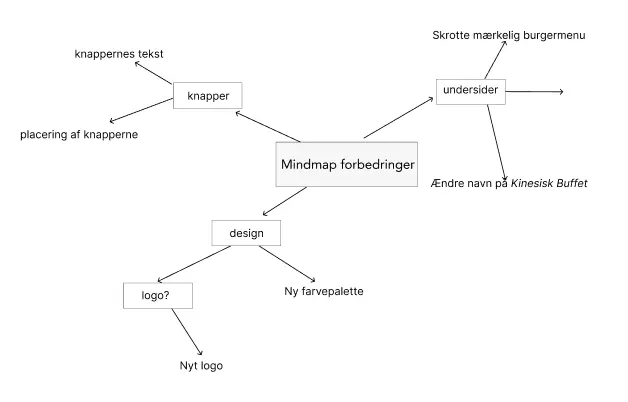 Skrotte mærkelig burgermenu
knappernes tekst
undersider
knapper
placering af knapperne
Mindmap forbedringer
Ændre navn på Kinesisk Buffet
design
logo?
Ny farvepalette
Nyt logo